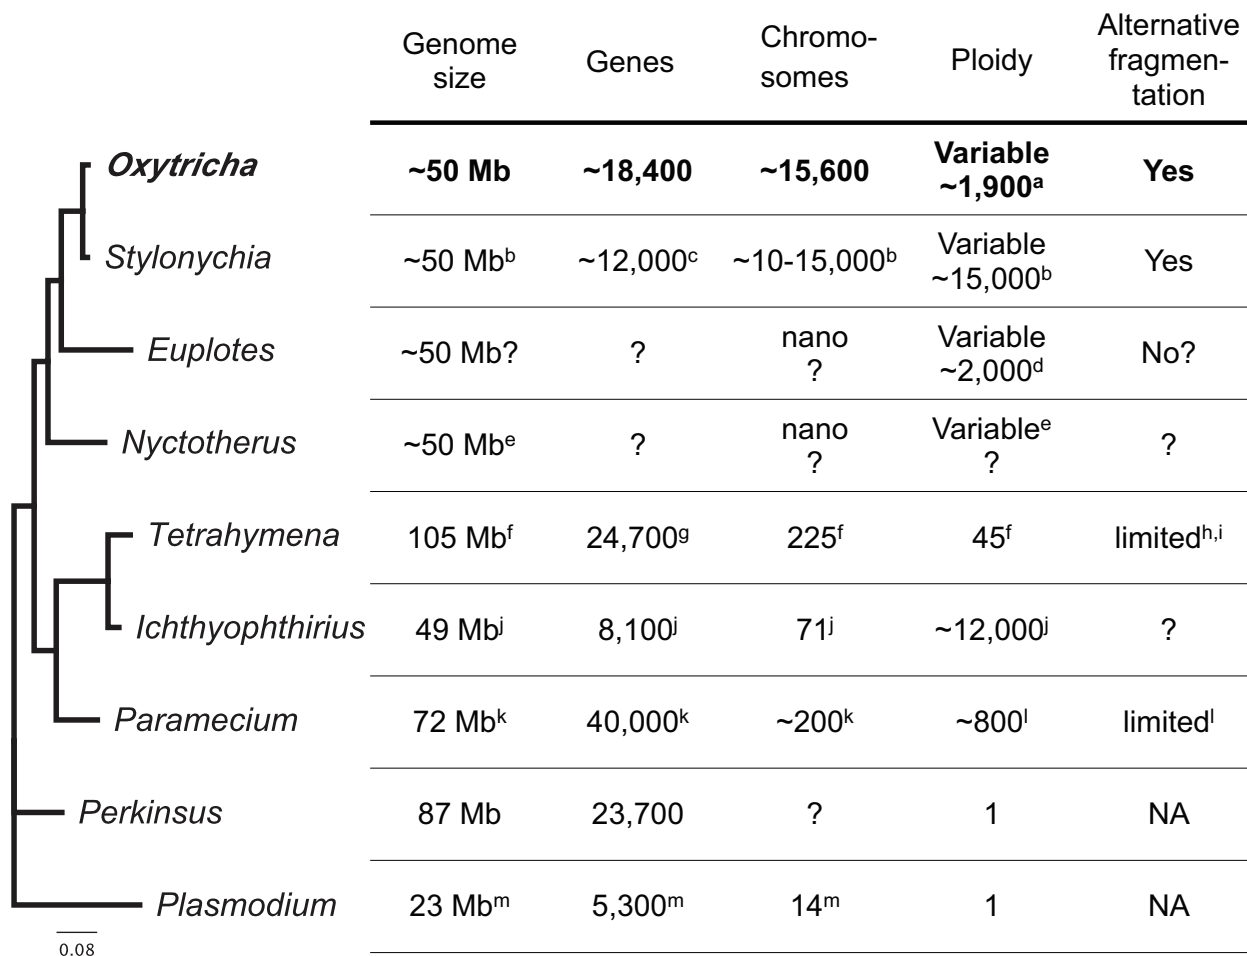 Genome
size
Genes
Chromo-
somes
Ploidy
Alternative
fragmen-
tation
Oxytricha
~50 Mb
~18,400
~15,600
Variable
~1,900ᵃ
Yes
Stylonychia
~50 Mbᵇ
~12,000ᶜ
~10-15,000ᵇ
Variable
~15,000ᵇ
Yes
Euplotes
~50 Mb?
?
nano
?
Variable
~2,000ᵈ
No?
Nyctotherus
~50 Mbᵉ
?
nano
?
Variableᵉ
?
?
Tetrahymena
105 Mbᶠ
24,700ᵍ
225ᶠ
45ᶠ
limitedʰ,ⁱ
Ichthyophthirius
49 Mbʲ
8,100ʲ
71ʲ
~12,000ʲ
?
Paramecium
72 Mbᵏ
40,000ᵏ
~200ᵏ
~800ˡ
limitedˡ
Perkinsus
87 Mb
23,700
?
1
NA
Plasmodium
23 Mbᵐ
5,300ᵐ
14ᵐ
1
NA
0.08